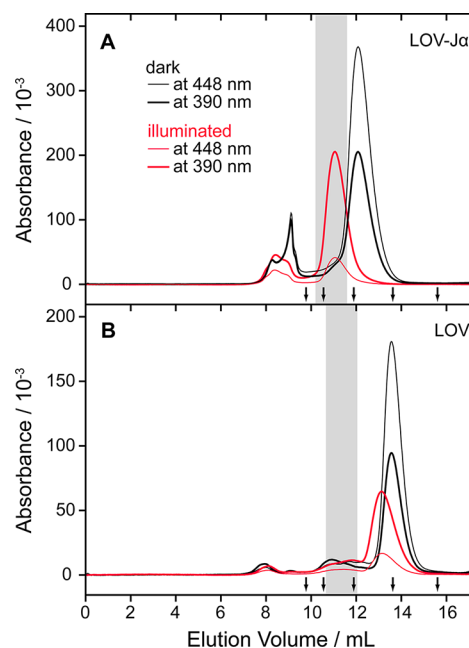 A
LOV-Jα
dark
at 448 nm
at 390 nm
illuminated
at 448 nm
at 390 nm
Absorbance / 10⁻³
400
300
200
100
0
B
LOV
Absorbance / 10⁻³
200
150
100
50
0
0 2 4 6 8 10 12 14 16
Elution Volume / mL